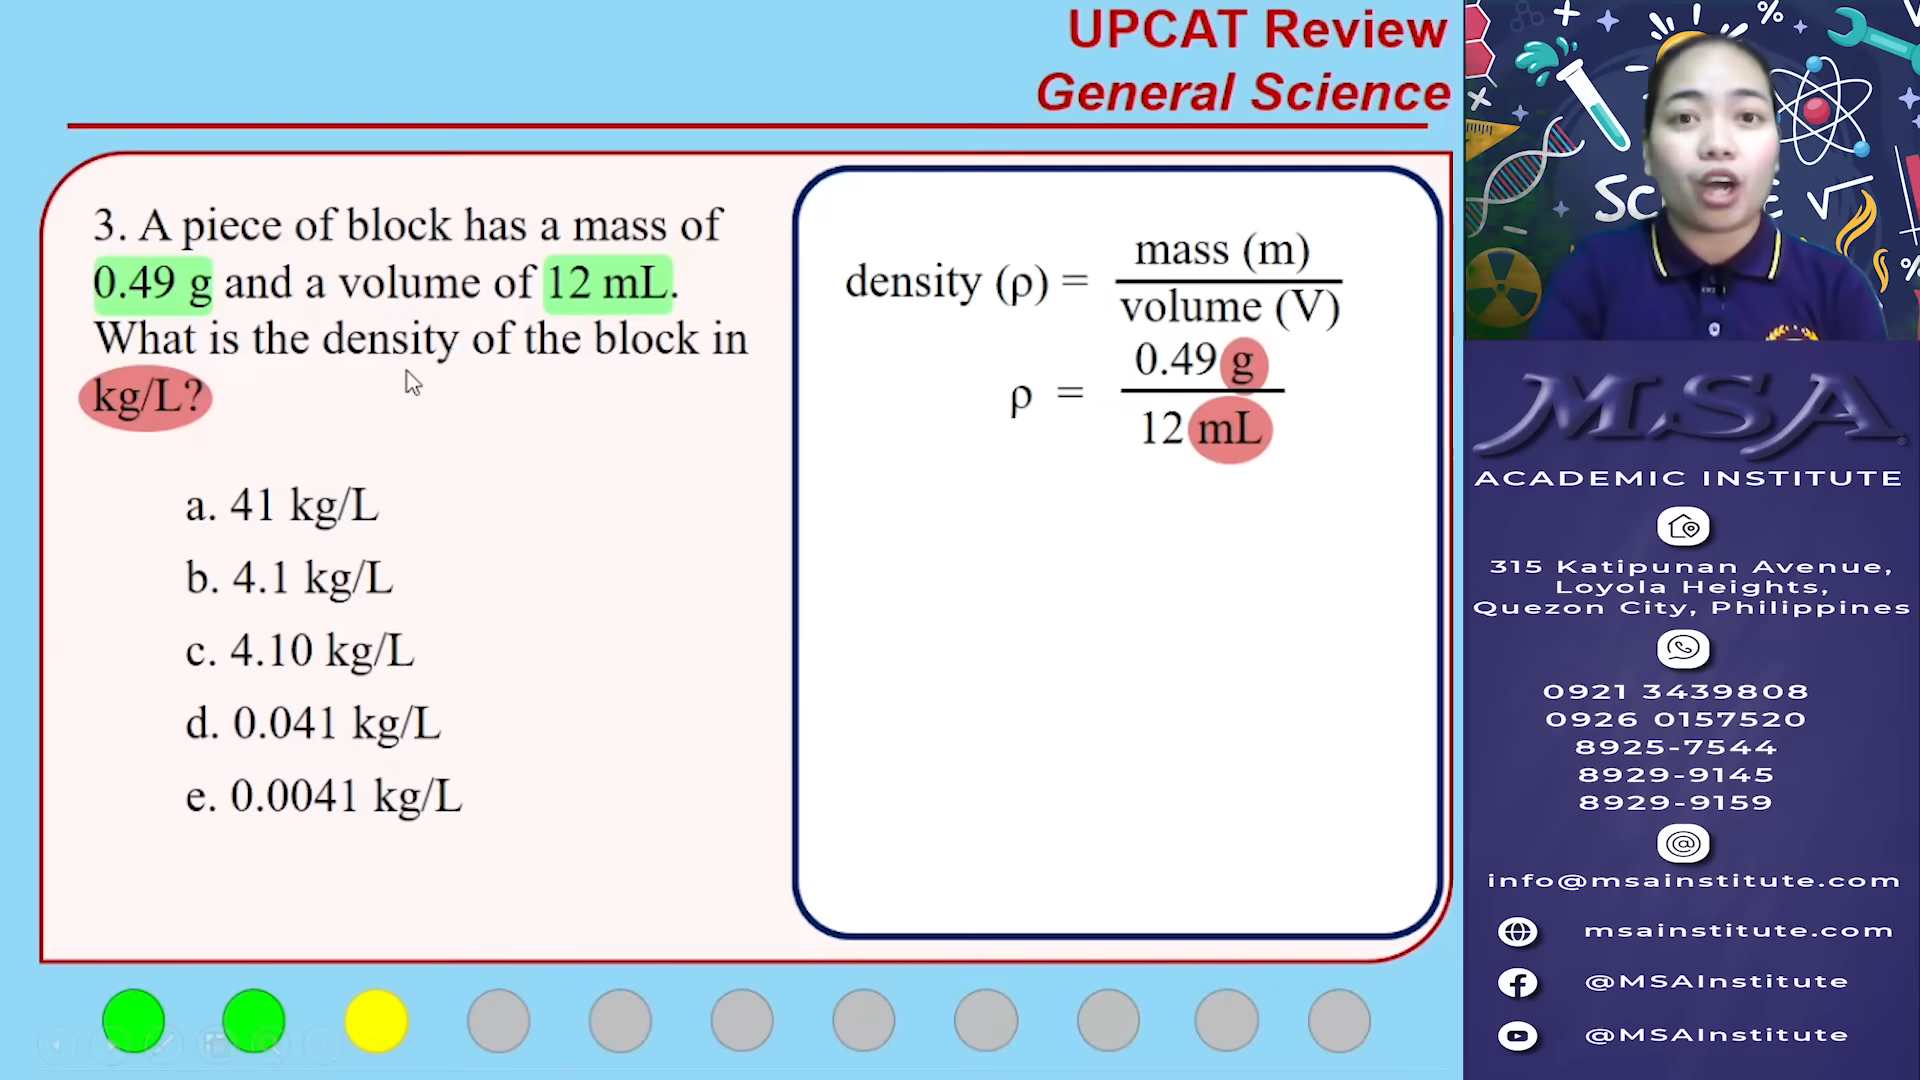 UPCAT Review
General Science
3. A piece of block has a mass of
0.49 g and a volume of 12 mL.
What is the density of the block in
kg/L?
a. 41 kg/L
b. 4.1 kg/L
c. 4.10 kg/L
d. 0.041 kg/L
e. 0.0041 kg/L
density (ρ) = mass (m)
volume (V)
ρ = 0.49 g
12 mL
MSA
ACADEMIC INSTITUTE
315 Katipunan Avenue,
Loyola Heights,
Quezon City, Philippines
0921 3439808
0926 0157520
8925-7544
8929-9145
8929-9159
info@msainstitute.com
msainstitute.com
@MSAInstitute
@MSAInstitute